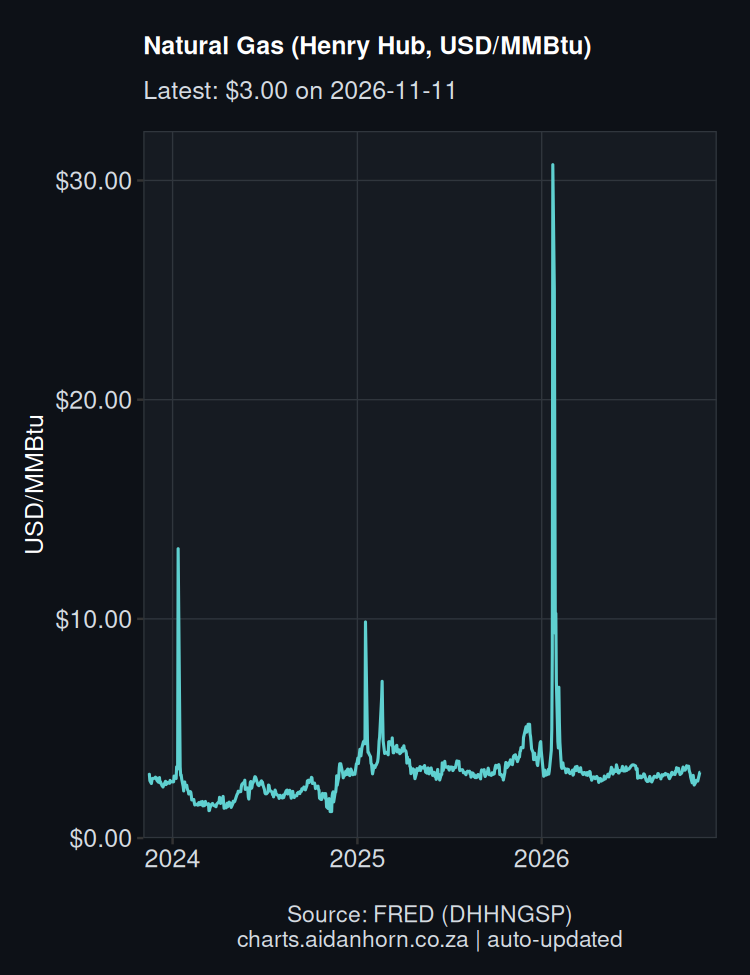 Natural Gas (Henry Hub, USD/MMBtu)
Latest: $3.00 on 2026-11-11
$30.00
$20.00
USD/MMBtu
$10.00
$0.00
2024 2025 2026
Source: FRED (DHHNGSP)
charts.aidanhorn.co.za | auto-updated